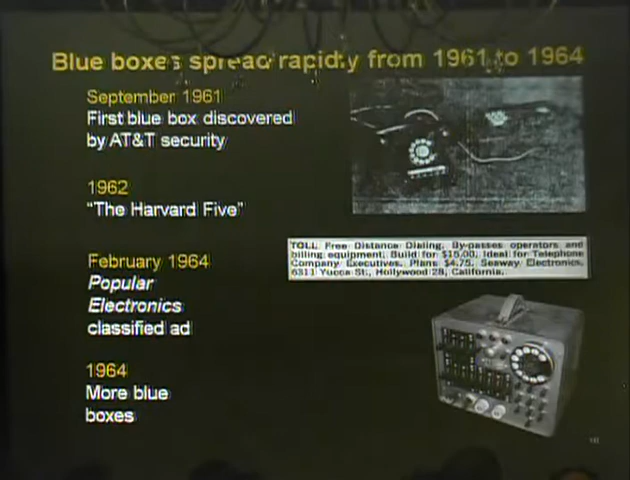 Blue boxes spread rapidly from 1961 to 1964
September 1961
First blue box discovered
by AT&T security
1962
“The Harvard Five”
February 1964
Popular
Electronics
classified ad
1964
More blue
boxes
TOLL Free Distance Dialing. By-passes operators and
billing equipment. Build for $15.00. Ideal for Telephone
Company Executives. Plans $4.75. Seaway Electronics,
6311 Yucca St., Hollywood 28, California.